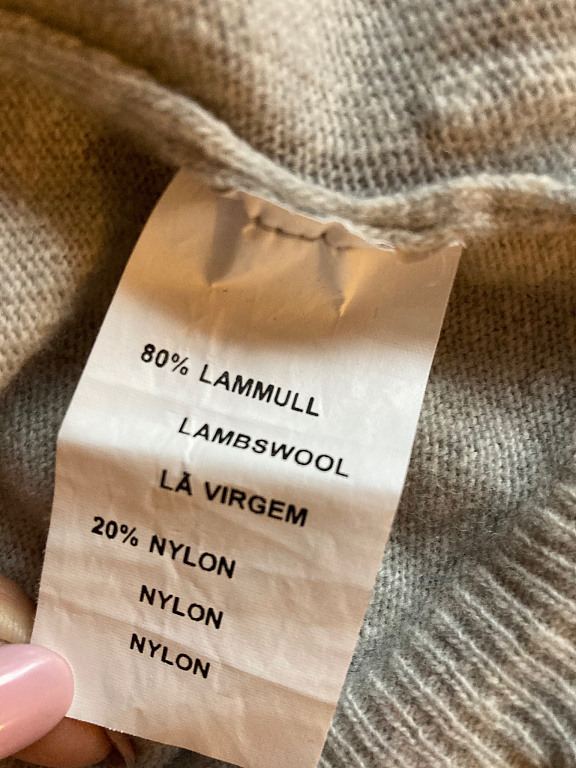 80% LAMMULL
LAMBSWOOL
LÃ VIRGEM
20% NYLON
NYLON
NYLON